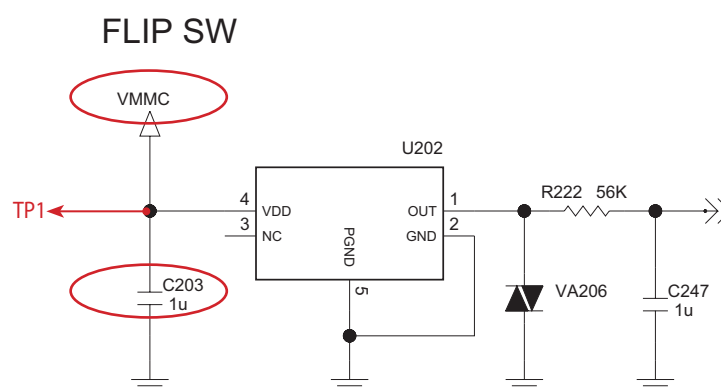 FLIP SW
VMMC
U202
TP1
4
VDD
OUT
1
R222 56K
3
NC
PGND
GND
2
5
C203
1u
VA206
C247
1u